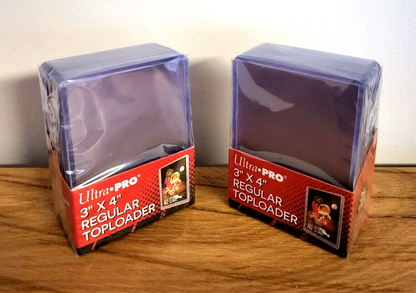 Ultra•PRO®
3" X 4"
REGULAR
TOPLOADER
Ultra•PRO®
3" X 4"
REGULAR
TOPLOADER